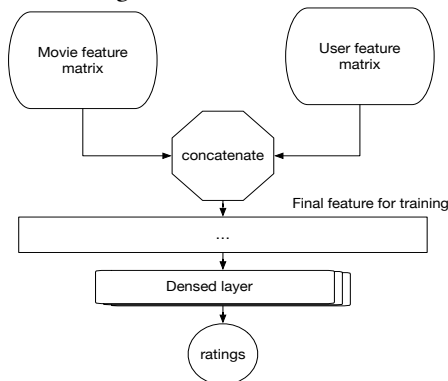 Movie feature
matrix
User feature
matrix
concatenate
Final feature for training
...
Densed layer
ratings